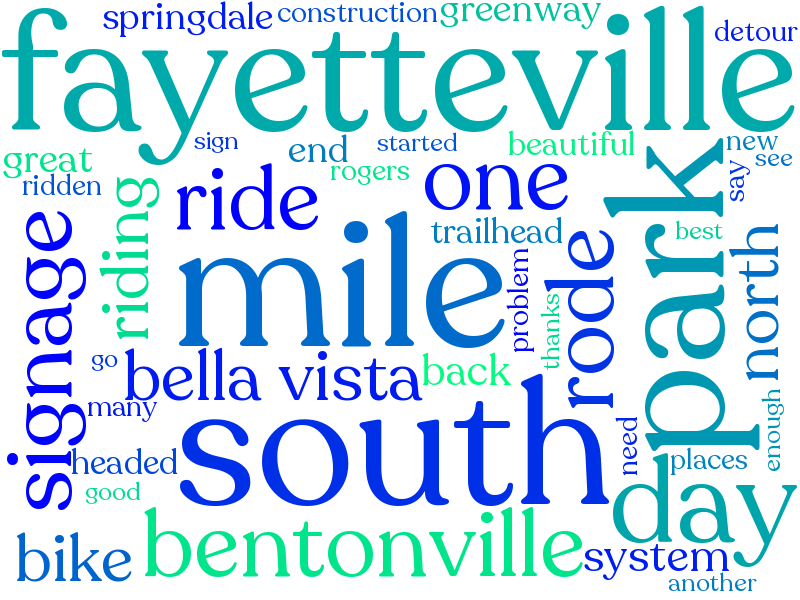 springdale
construction
greenway
detour
fayetteville
sign
started
beautiful
new
see
great
end
rogers
ridden
riding
ride
one
say
trailhead
best
park
north
signage
mile
problem
rode
thanks
go
bella vista
back
many
south
enough
need
headed
places
good
day
bentonville
bike
system
another